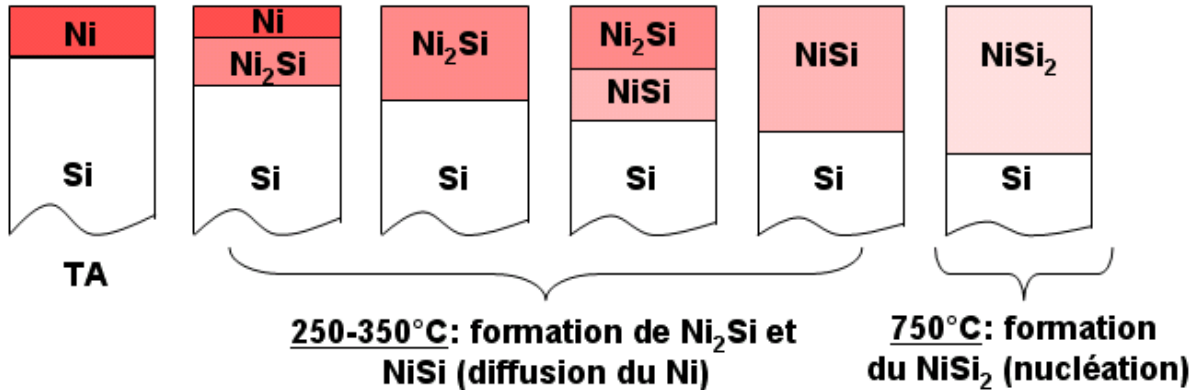 Ni
Si
TA
Ni
Ni₂Si
Si
Ni₂Si
Si
Ni₂Si
NiSi
Si
NiSi
Si
NiSi₂
Si
250-350°C: formation de Ni₂Si et
NiSi (diffusion du Ni)
750°C: formation
du NiSi₂ (nucléation)